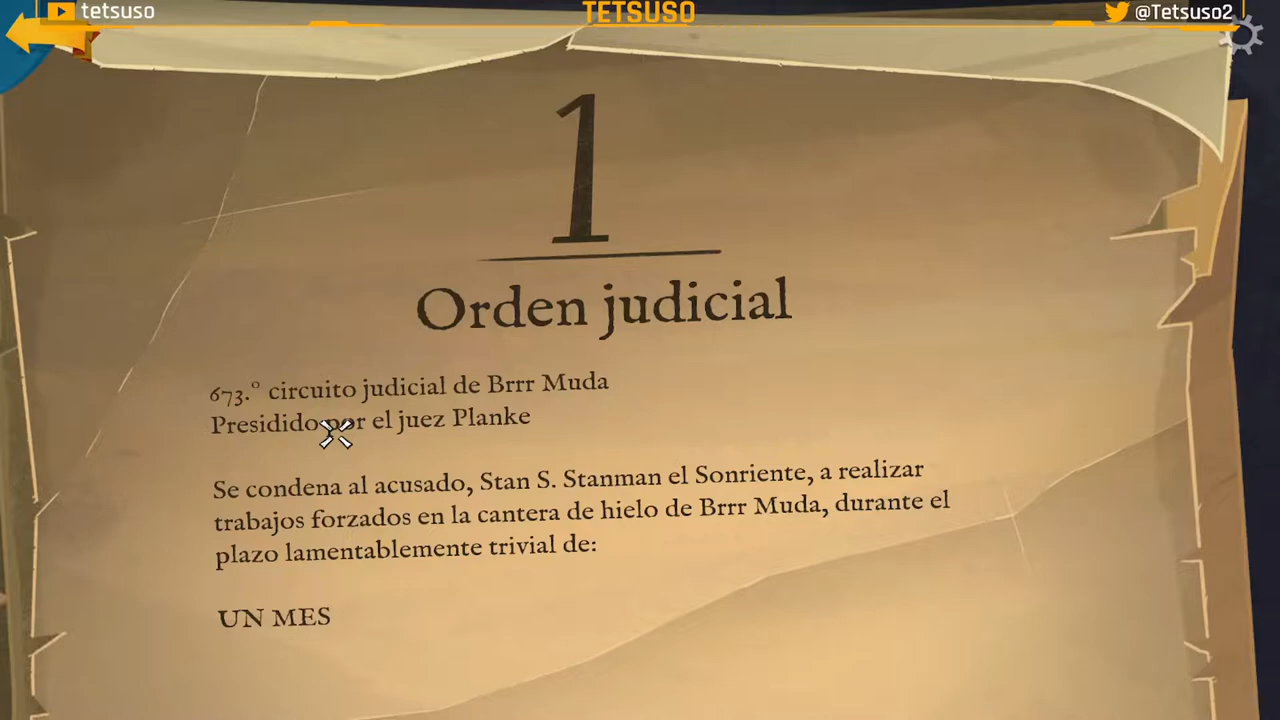 tetsuso
TETSUSO
@Tetsuso2
1
Orden judicial
673.º circuito judicial de Brrr Muda
Presidido por el juez Planke
Se condena al acusado, Stan S. Stanman el Sonriente, a realizar
trabajos forzados en la cantera de hielo de Brrr Muda, durante el
plazo lamentablemente trivial de:
UN MES